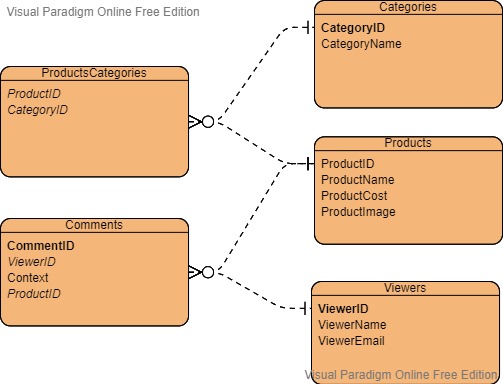 Visual Paradigm Online Free Edition
Categories
CategoryID
CategoryName
ProductsCategories
ProductID
CategoryID
Products
ProductID
ProductName
ProductCost
ProductImage
Comments
CommentID
ViewerID
Context
ProductID
Viewers
ViewerID
ViewerName
ViewerEmail
Visual Paradigm Online Free Edition